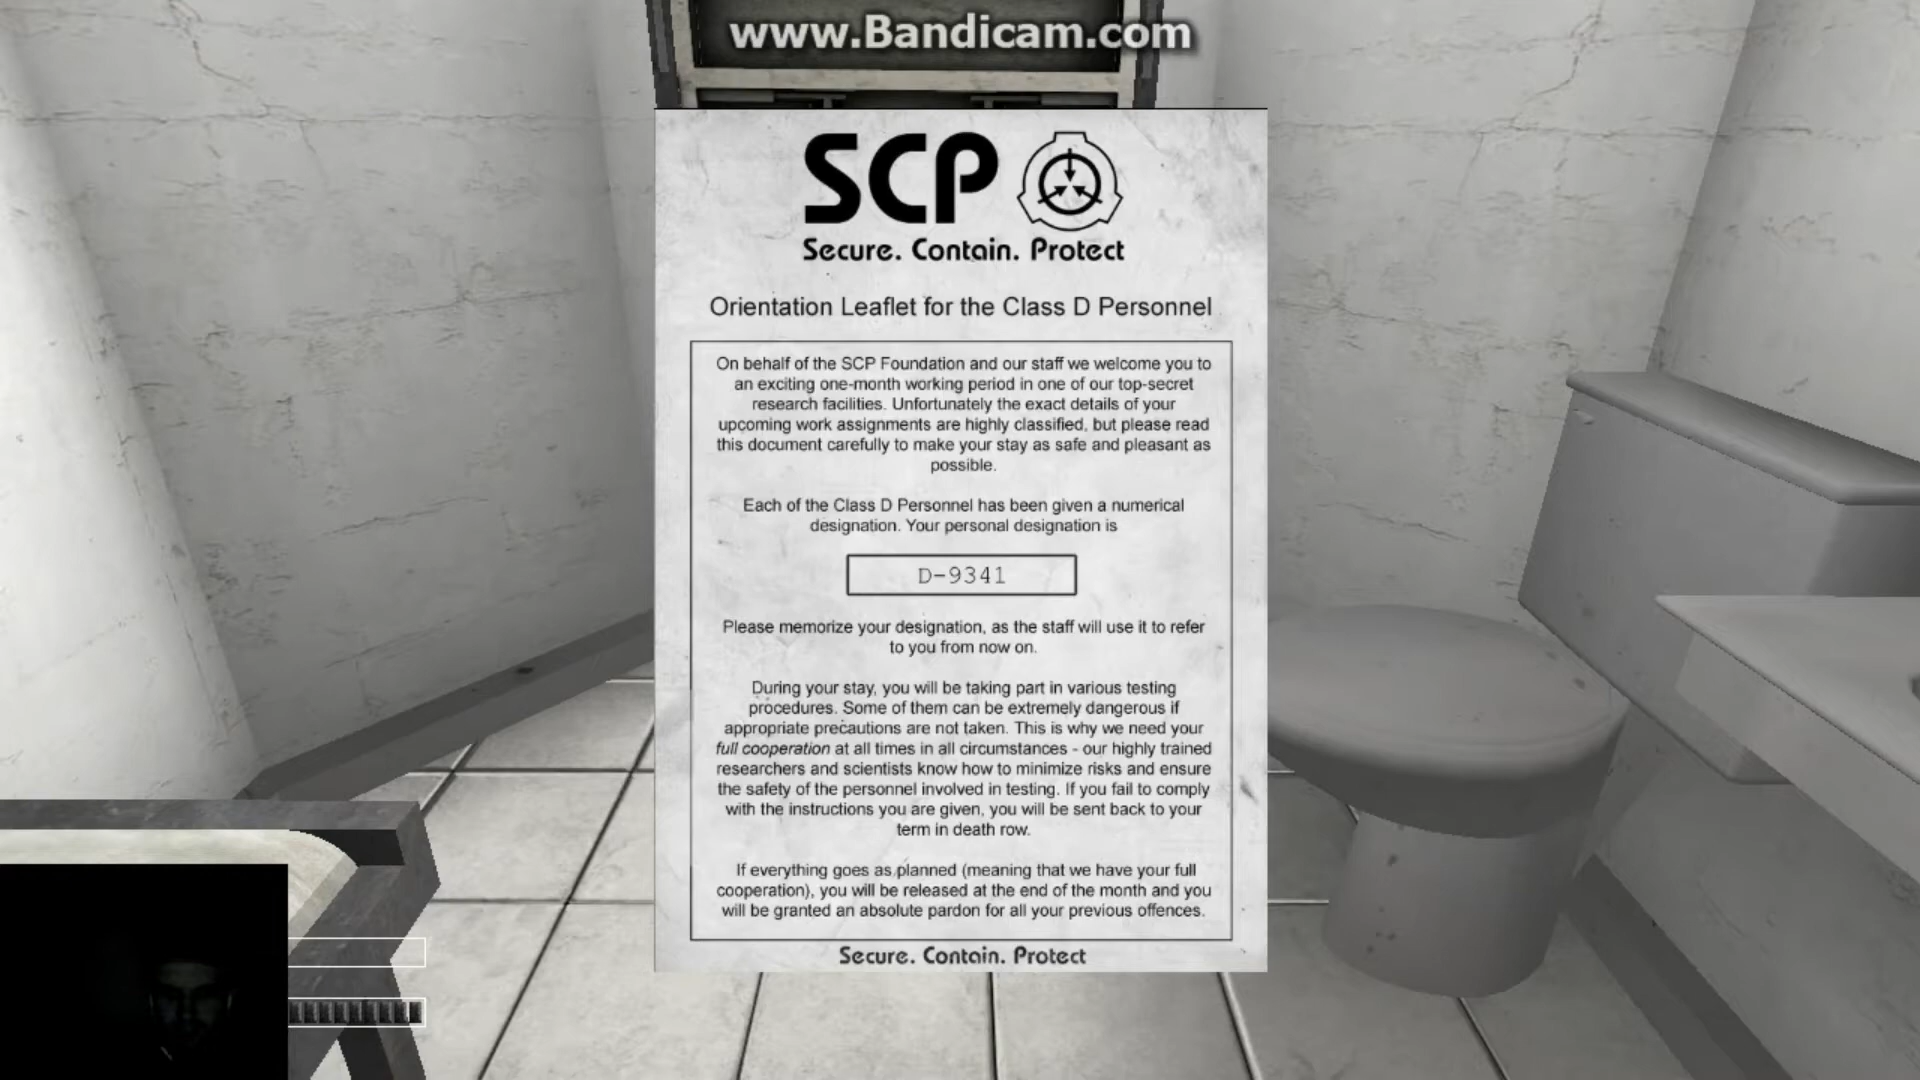 www.Bandicam.com
SCP
Secure. Contain. Protect
Orientation Leaflet for the Class D Personnel
On behalf of the SCP Foundation and our staff we welcome you to
an exciting one-month working period in one of our top-secret
research facilities. Unfortunately the exact details of your
upcoming work assignments are highly classified, but please read
this document carefully to make your stay as safe and pleasant as
possible.
Each of the Class D Personnel has been given a numerical
designation. Your personal designation is
D-9341
Please memorize your designation, as the staff will use it to refer
to you from now on.
During your stay, you will be taking part in various testing
procedures. Some of them can be extremely dangerous if
appropriate precautions are not taken. This is why we need your
full cooperation at all times in all circumstances - our highly trained
researchers and scientists know how to minimize risks and ensure
the safety of the personnel involved in testing. If you fail to comply
with the instructions you are given, you will be sent back to your
term in death row.
If everything goes as planned (meaning that we have your full
cooperation), you will be released at the end of the month and you
will be granted an absolute pardon for all your previous offences.
Secure. Contain. Protect